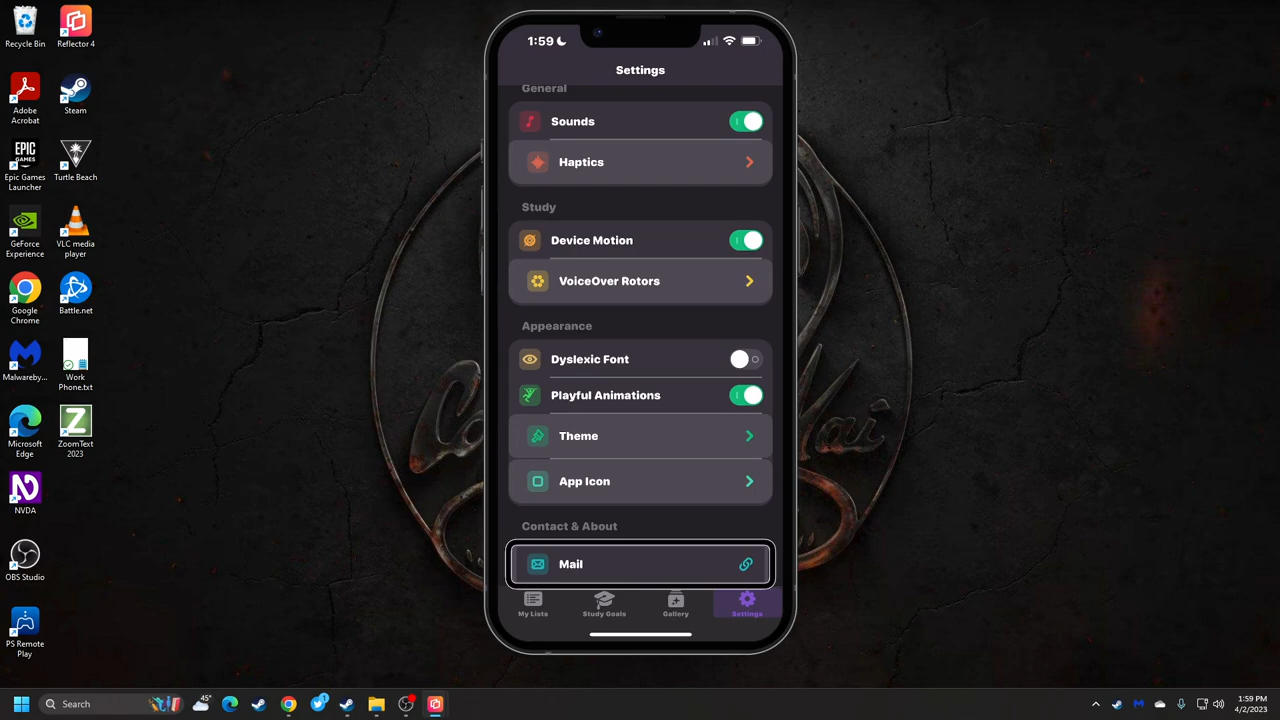 Recycle Bin
Reflector 4
Adobe
Acrobat
Steam
EPIC
GAMES
Epic Games
Launcher
Turtle Beach
GeForce
Experience
VLC media
player
Google
Chrome
Battle.net
Malwareby...
Work
Phone.txt
Microsoft
Edge
ZoomText
2023
NVDA
OBS Studio
PS Remote
Play
1:59
Settings
General
Sounds
Haptics
Study
Device Motion
VoiceOver Rotors
Appearance
Dyslexic Font
Playful Animations
Theme
App Icon
Contact & About
Mail
My Lists
Study Goals
Gallery
Settings
Search
45°
1
1:59 PM
4/2/2023